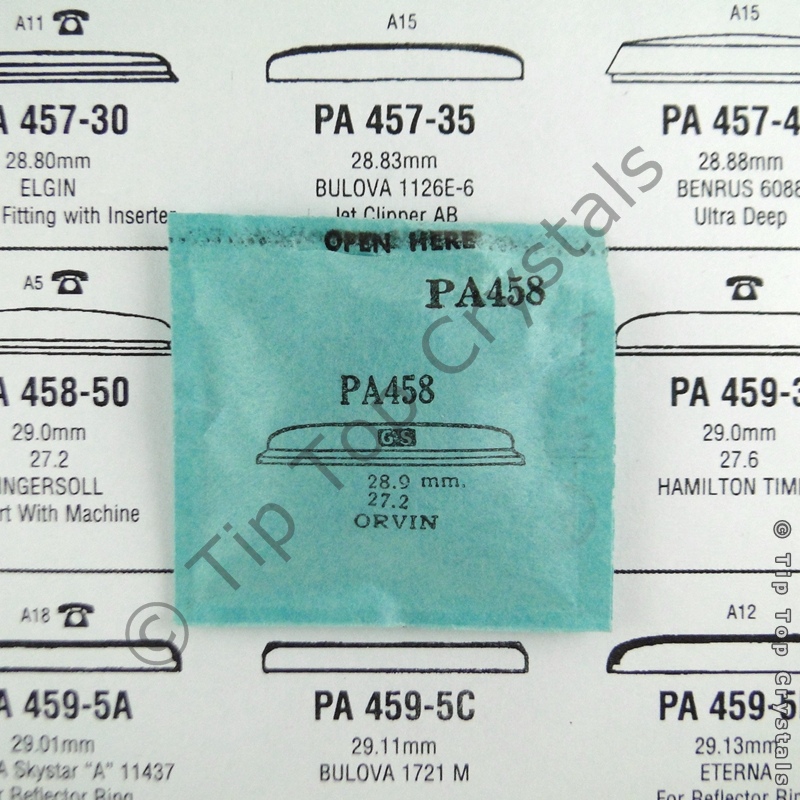 A11 ☎
A15
A15
PA 457-30
PA 457-35
PA 457-4
28.80mm
28.83mm
28.88mm
ELGIN
BULOVA 1126E-6
BENRUS 6088
Fitting with Inserter
Jet Clipper AB
Ultra Deep
OPEN HERE
PA458
A5 ☎
☎
PA458
GS
28.9 mm.
27.2
ORVIN
A 458-50
PA 459-3
29.0mm
29.0mm
27.2
27.6
INGERSOLL
HAMILTON TIM
rt With Machine
A18 ☎
A12
A 459-5A
PA 459-5C
PA 459-5
29.01mm
29.11mm
29.13mm
A Skystar "A" 11437
BULOVA 1721 M
ETERNA
Reflector Ring
For Reflector Rin
© Tip Top Crystals
© Tip Top Crystals